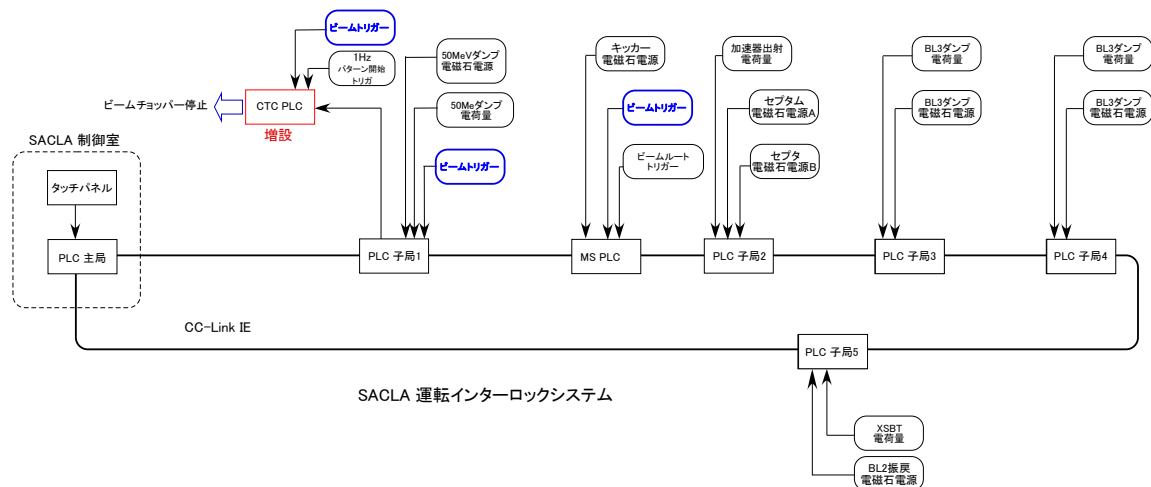 ビームトリガー
1Hz
パターン開始
トリガ
CTC PLC
増設
ビームチョッパー停止
50MeVダンプ
電磁石電源
50Meダンプ
電荷量
ビームトリガー
キッカー
電磁石電源
ビームトリガー
ビームルート
トリガー
加速器出射
電荷量
セプタム
電磁石電源A
セプタ
電磁石電源B
BL3ダンプ
電荷量
BL3ダンプ
電磁石電源
BL3ダンプ
電荷量
BL3ダンプ
電磁石電源
SACLA 制御室
タッチパネル
PLC 主局
PLC 子局1
MS PLC
PLC 子局2
PLC 子局3
PLC 子局4
CC-Link IE
PLC 子局5
SACLA 運転インターロックシステム
XSBT
電荷量
BL2振戻
電磁石電源